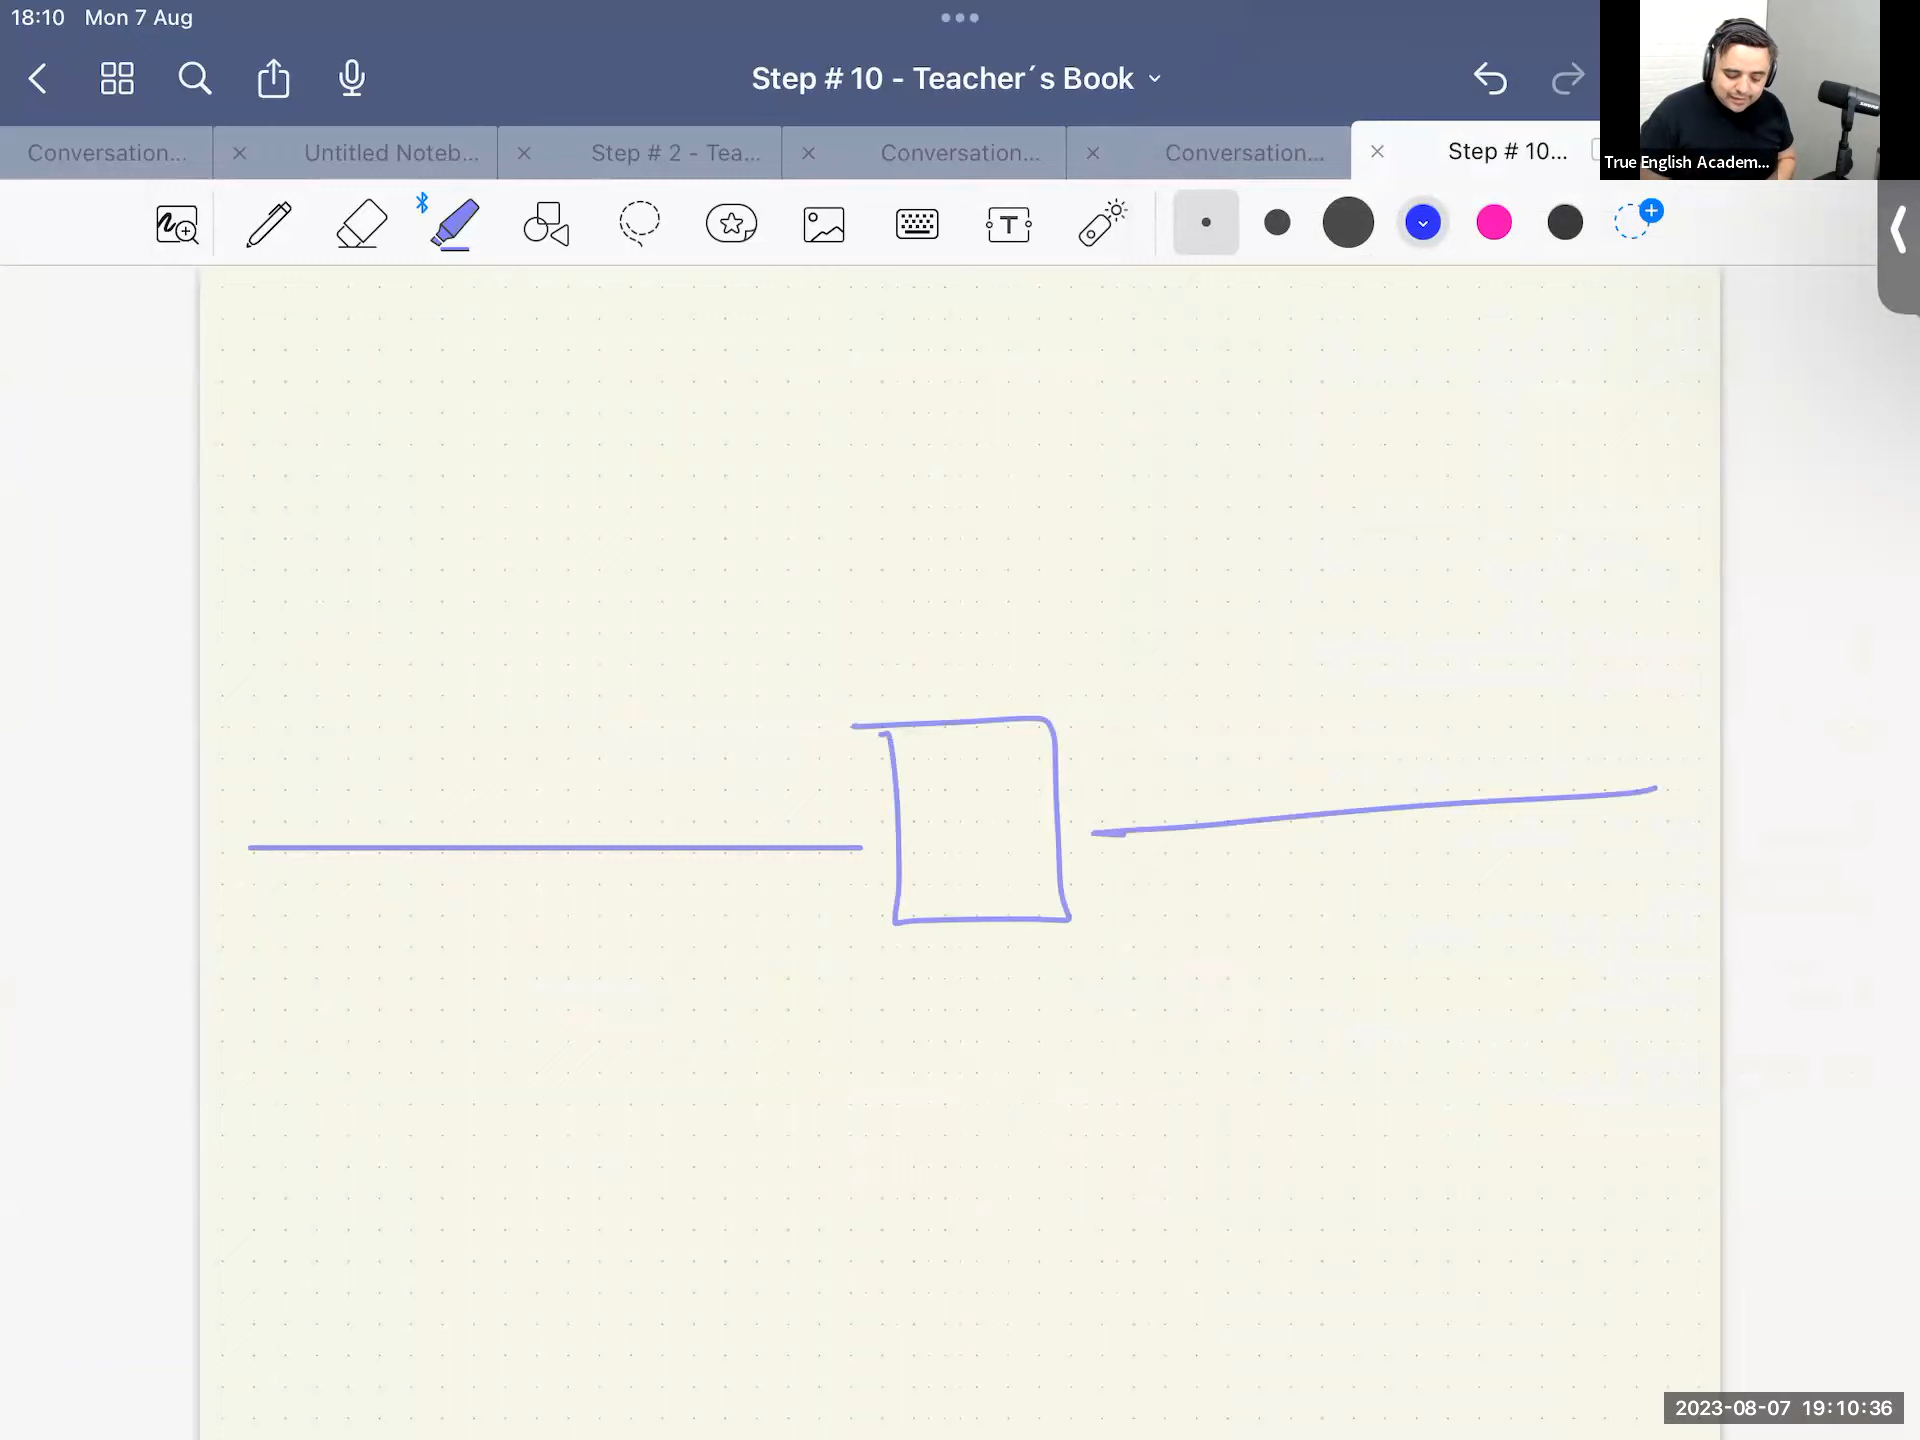 18:10 Mon 7 Aug
Step # 10 - Teacher´s Book
Conversation...
Untitled Noteb...
Step # 2 - Tea...
Conversation...
Conversation...
Step # 10...
True English Academ...
T
2023-08-07 19:10:36